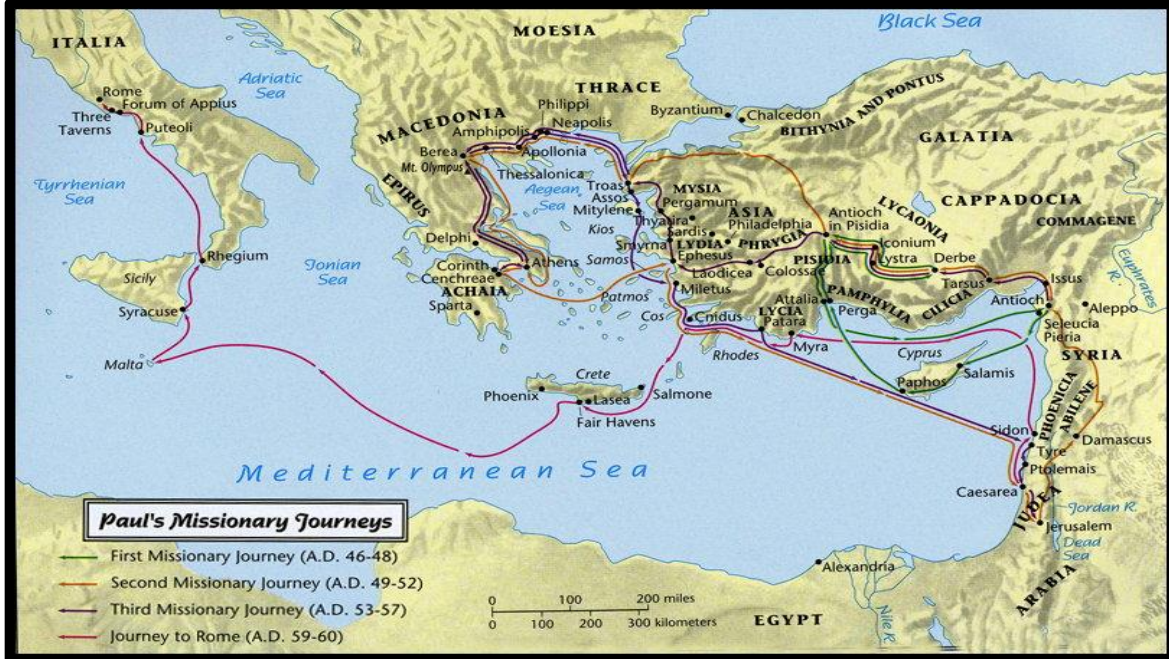 Black Sea
ITALIA
MOESIA
Adriatic
Sea
THRACE
Rome
Forum of Appius
Three
Taverns
Puteoli
MACEDONIA
Philippi
Neapolis
Byzantium
Chalcedon
BITHYNIA AND PONTUS
Amphipolis
GALATIA
Berea
Apollonia
Mt. Olympus
Thessalonica
Tyrrhenian
Sea
EPIRUS
Aegean
Sea
Troas
Assos
Mitylene
MYSIA
Pergamum
CAPPADOCIA
LYCAONIA
COMMAGENE
ASIA
Thyatira
Philadelphia
Antioch
in Pisidia
Kios
Sardis
Delphi
Smyrna
LYDIA
PHRYGIA
Iconium
Ephesus
PISIDIA
Lystra
Derbe
Euphrates
R.
Rhegium
Ionian
Sea
Corinth
Athens
Samos
Laodicea
Colossae
Cenchreae
Tarsus
Issus
Sicily
ACHAIA
Miletus
Sparta
Patmos
Attalia
PAMPHYLIA
CILICIA
Antioch
Aleppo
Syracuse
Cos
Cnidus
LYCIA
Patara
Perga
Seleucia
Pieria
Malta
Rhodes
Myra
Cyprus
SYRIA
Crete
Salamis
Paphos
Phoenix
Lasea
Salmone
Fair Havens
PHOENICIA
ABILENE
Sidon
Damascus
Tyre
Mediterranean Sea
Ptolemais
Caesarea
JUDEA
Jordan R.
Jerusalem
Dead
Sea
Alexandria
ARABIA
EGYPT
Nile R.
Paul's Missionary Journeys
First Missionary Journey (A.D. 46-48)
Second Missionary Journey (A.D. 49-52)
Third Missionary Journey (A.D. 53-57)
Journey to Rome (A.D. 59-60)
0 100 200 miles
0 100 200 300 kilometers